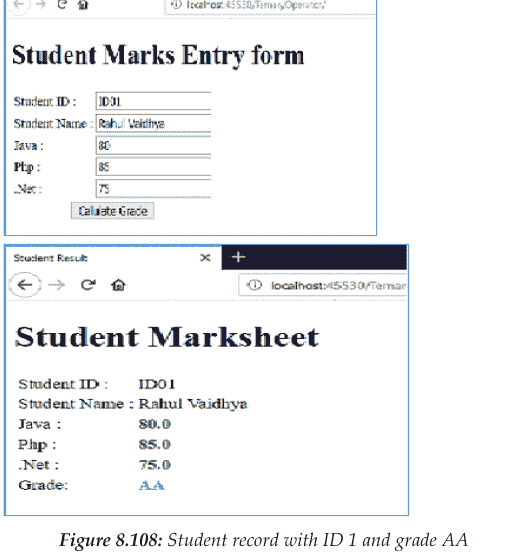 localhost:45530/TernaryOperator/
Student Marks Entry form
Student ID : ID01
Student Name : Rahul Vaidhya
Java : 80
Php : 85
.Net : 75
Calulate Grade
Student Result × +
localhost:45530/Ternar
Student Marksheet
Student ID : ID01
Student Name : Rahul Vaidhya
Java : 80.0
Php : 85.0
.Net : 75.0
Grade: AA
Figure 8.108: Student record with ID 1 and grade AA